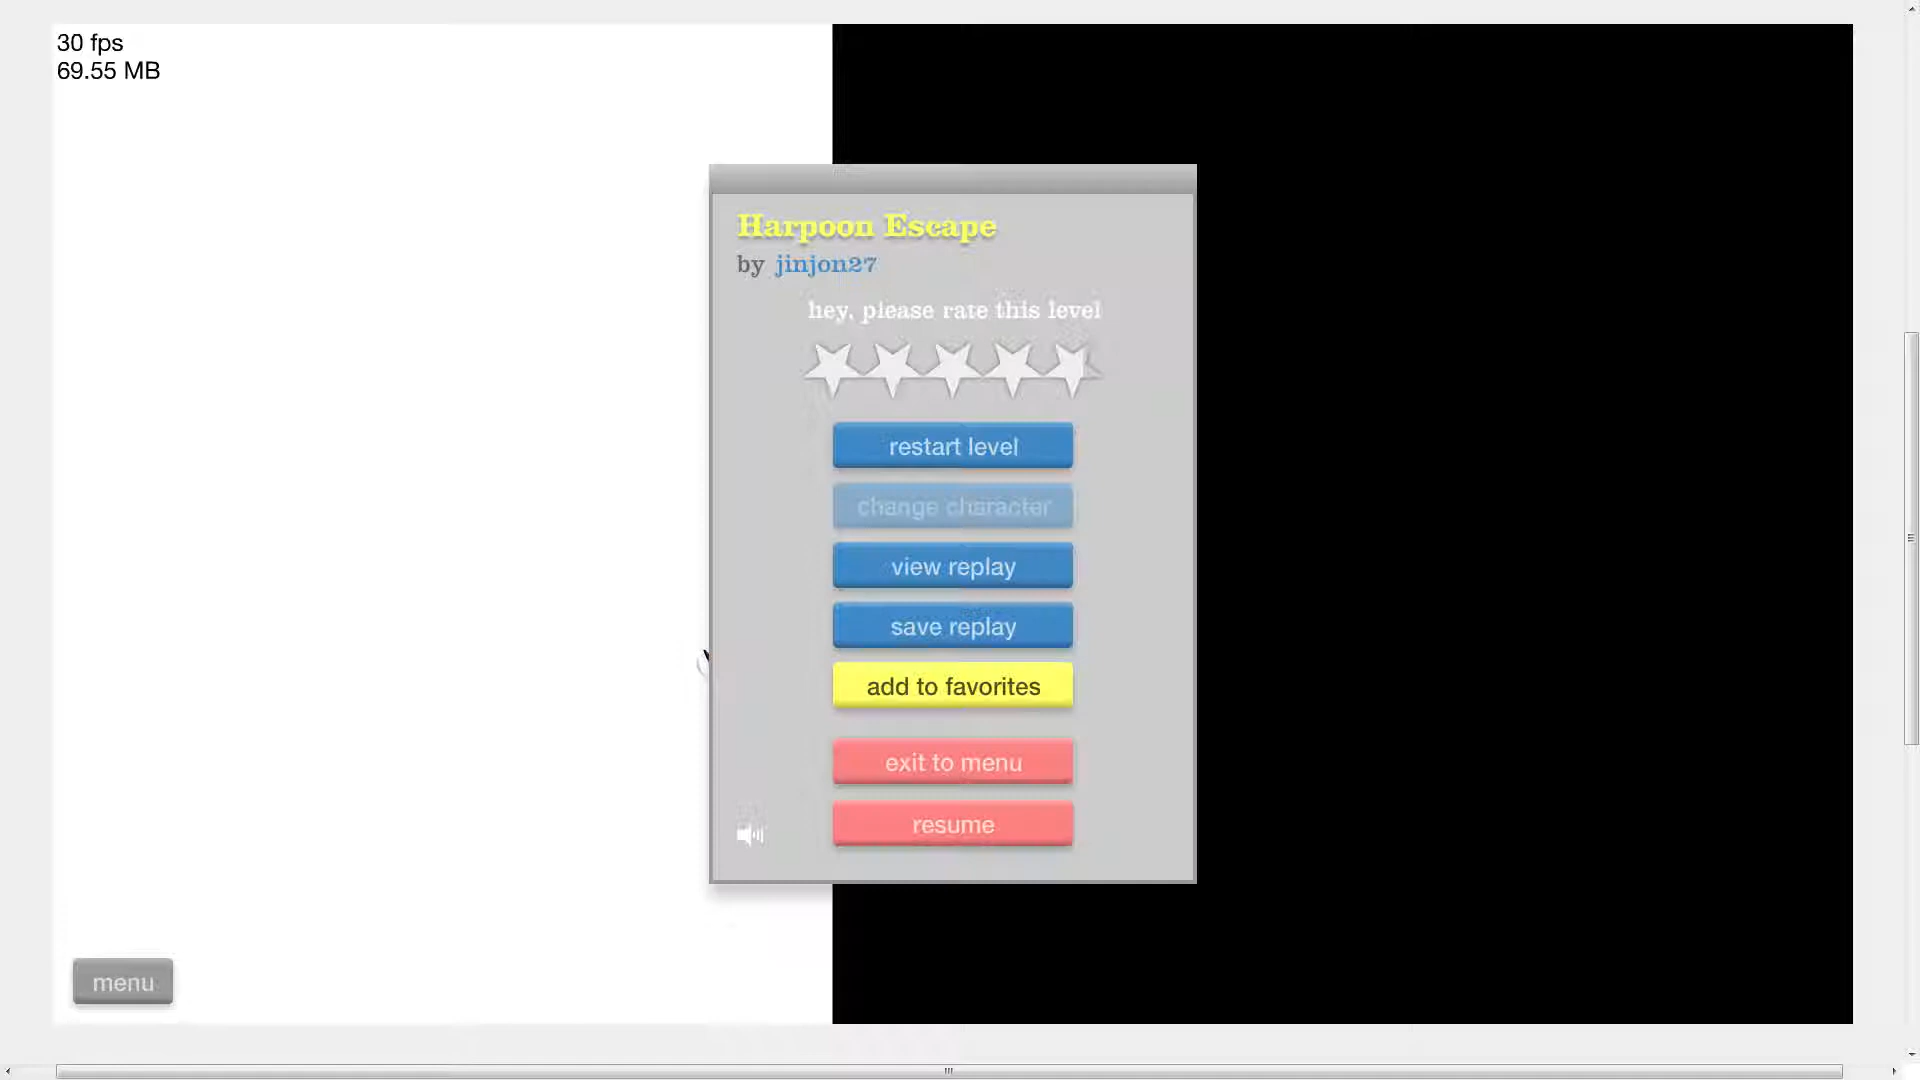 30 fps
69.55 MB
Harpoon Escape
by jinjon27
hey, please rate this level
restart level
change character
view replay
save replay
add to favorites
exit to menu
resume
menu